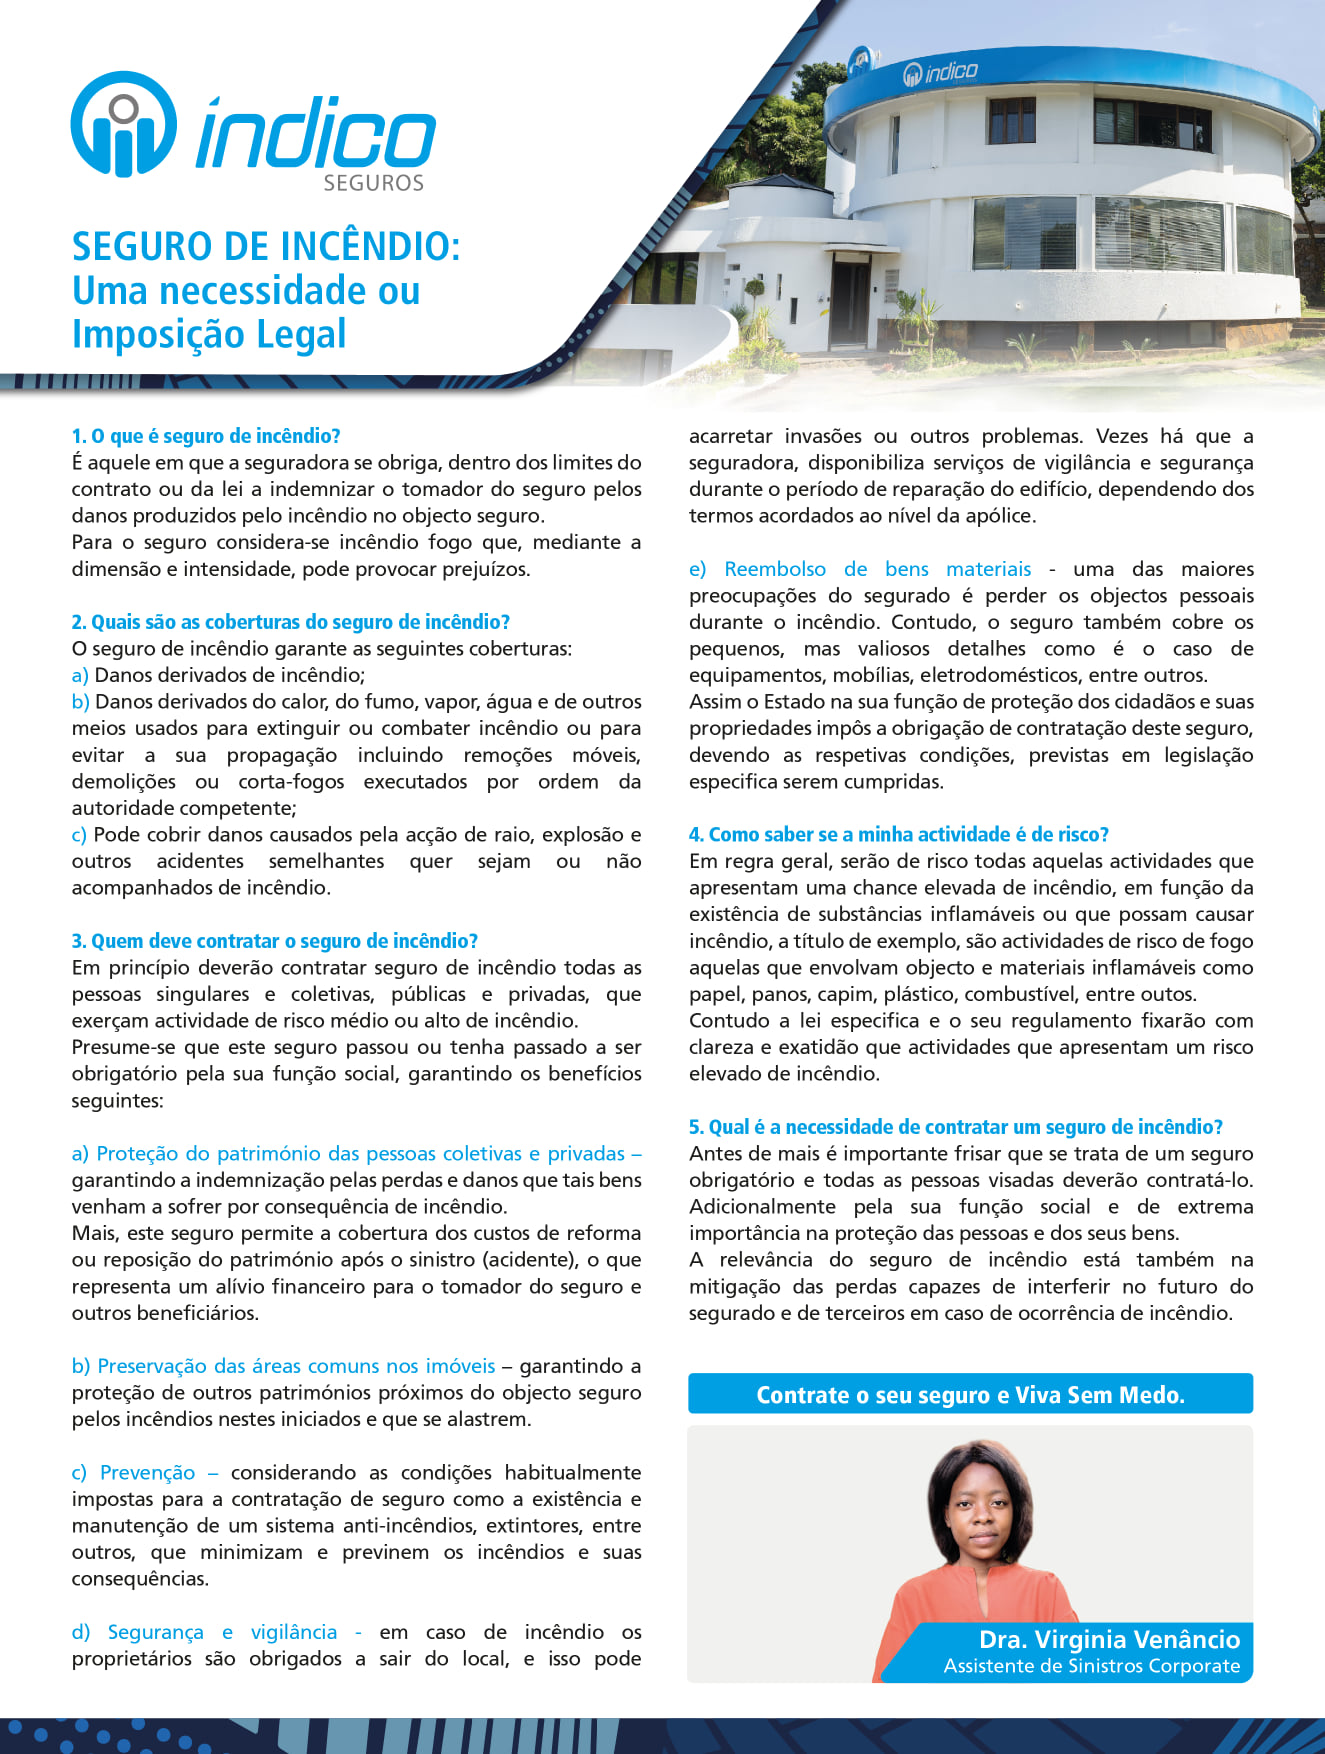 índico
SEGUROS
índico
SEGURO DE INCÊNDIO:
Uma necessidade ou
Imposição Legal
1. O que é seguro de incêndio?
É aquele em que a seguradora se obriga, dentro dos limites do
contrato ou da lei a indemnizar o tomador do seguro pelos
danos produzidos pelo incêndio no objecto seguro.
Para o seguro considera-se incêndio fogo que, mediante a
dimensão e intensidade, pode provocar prejuízos.
2. Quais são as coberturas do seguro de incêndio?
O seguro de incêndio garante as seguintes coberturas:
a) Danos derivados de incêndio;
b) Danos derivados do calor, do fumo, vapor, água e de outros
meios usados para extinguir ou combater incêndio ou para
evitar a sua propagação incluindo remoções móveis,
demolições ou corta-fogos executados por ordem da
autoridade competente;
c) Pode cobrir danos causados pela acção de raio, explosão e
outros acidentes semelhantes quer sejam ou não
acompanhados de incêndio.
3. Quem deve contratar o seguro de incêndio?
Em princípio deverão contratar seguro de incêndio todas as
pessoas singulares e coletivas, públicas e privadas, que
exerçam actividade de risco médio ou alto de incêndio.
Presume-se que este seguro passou ou tenha passado a ser
obrigatório pela sua função social, garantindo os benefícios
seguintes:
a) Proteção do património das pessoas coletivas e privadas –
garantindo a indemnização pelas perdas e danos que tais bens
venham a sofrer por consequência de incêndio.
Mais, este seguro permite a cobertura dos custos de reforma
ou reposição do património após o sinistro (acidente), o que
representa um alívio financeiro para o tomador do seguro e
outros beneficiários.
b) Preservação das áreas comuns nos imóveis – garantindo a
proteção de outros patrimónios próximos do objecto seguro
pelos incêndios nestes iniciados e que se alastrem.
c) Prevenção – considerando as condições habitualmente
impostas para a contratação de seguro como a existência e
manutenção de um sistema anti-incêndios, extintores, entre
outros, que minimizam e previnem os incêndios e suas
consequências.
d) Segurança e vigilância - em caso de incêndio os
proprietários são obrigados a sair do local, e isso pode
acarretar invasões ou outros problemas. Vezes há que a
seguradora, disponibiliza serviços de vigilância e segurança
durante o período de reparação do edifício, dependendo dos
termos acordados ao nível da apólice.
e) Reembolso de bens materiais - uma das maiores
preocupações do segurado é perder os objectos pessoais
durante o incêndio. Contudo, o seguro também cobre os
pequenos, mas valiosos detalhes como é o caso de
equipamentos, mobílias, eletrodomésticos, entre outros.
Assim o Estado na sua função de proteção dos cidadãos e suas
propriedades impôs a obrigação de contratação deste seguro,
devendo as respetivas condições, previstas em legislação
especifica serem cumpridas.
4. Como saber se a minha actividade é de risco?
Em regra geral, serão de risco todas aquelas actividades que
apresentam uma chance elevada de incêndio, em função da
existência de substâncias inflamáveis ou que possam causar
incêndio, a título de exemplo, são actividades de risco de fogo
aquelas que envolvam objecto e materiais inflamáveis como
papel, panos, capim, plástico, combustível, entre outos.
Contudo a lei especifica e o seu regulamento fixarão com
clareza e exatidão que actividades que apresentam um risco
elevado de incêndio.
5. Qual é a necessidade de contratar um seguro de incêndio?
Antes de mais é importante frisar que se trata de um seguro
obrigatório e todas as pessoas visadas deverão contratá-lo.
Adicionalmente pela sua função social e de extrema
importância na proteção das pessoas e dos seus bens.
A relevância do seguro de incêndio está também na
mitigação das perdas capazes de interferir no futuro do
segurado e de terceiros em caso de ocorrência de incêndio.
Contrate o seu seguro e Viva Sem Medo.
Dra. Virginia Venâncio
Assistente de Sinistros Corporate